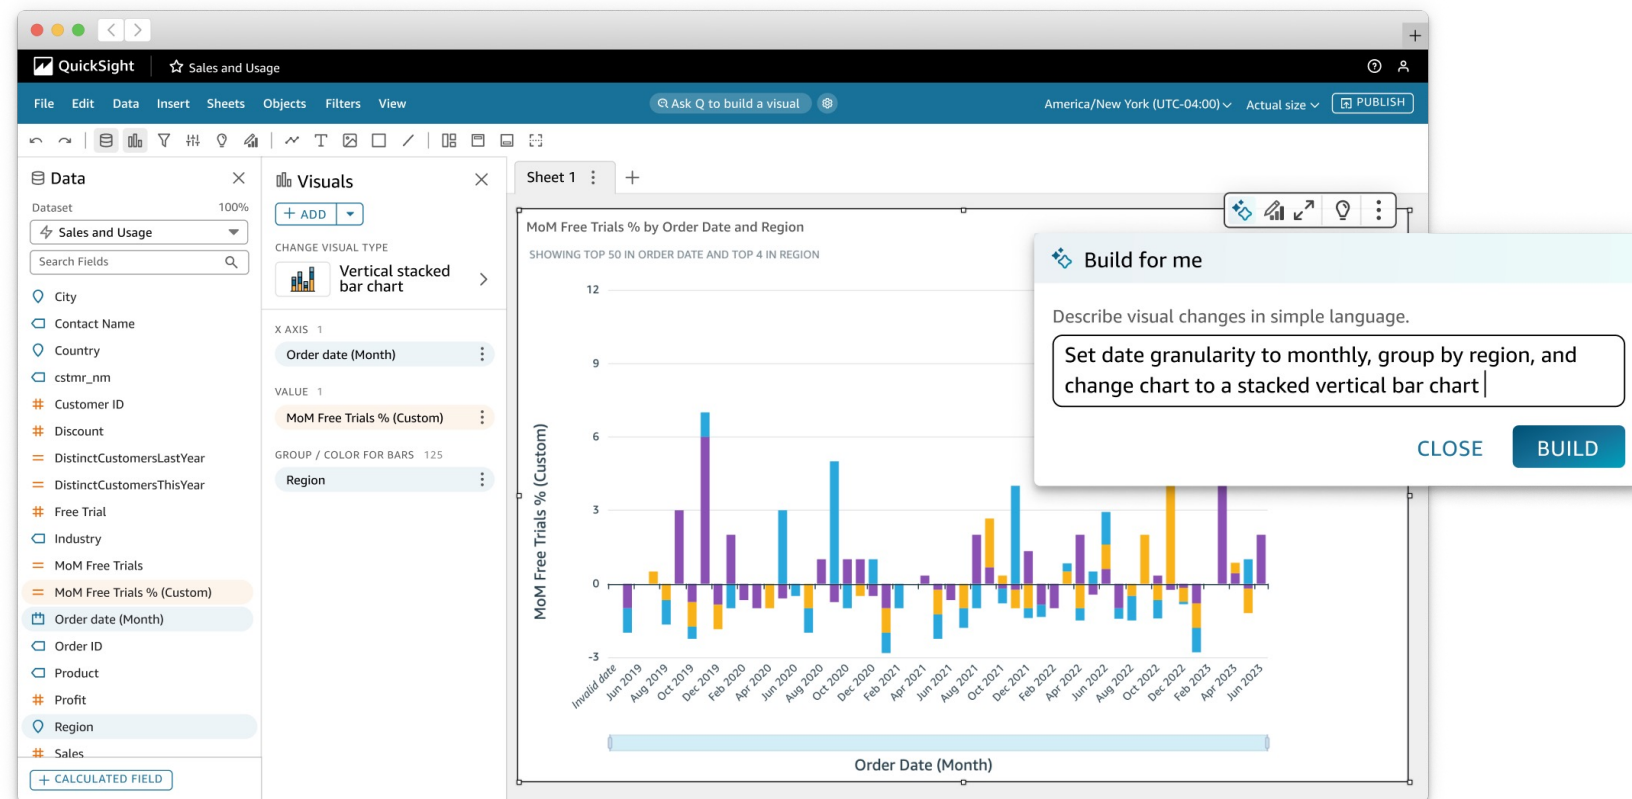 QuickSight
Sales and Usage
File Edit Data Insert Sheets Objects Filters View
Ask Q to build a visual
America/New York (UTC-04:00)
Actual size
PUBLISH
Data
Dataset 100%
Sales and Usage
Search Fields
City
Contact Name
Country
cstmr_nm
Customer ID
Discount
DistinctCustomersLastYear
DistinctCustomersThisYear
Free Trial
Industry
MoM Free Trials
MoM Free Trials % (Custom)
Order date (Month)
Order ID
Product
Profit
Region
Sales
+ CALCULATED FIELD
Visuals
+ ADD
CHANGE VISUAL TYPE
Vertical stacked
bar chart
X AXIS 1
Order date (Month)
VALUE 1
MoM Free Trials % (Custom)
GROUP / COLOR FOR BARS 125
Region
Sheet 1
MoM Free Trials % by Order Date and Region
SHOWING TOP 50 IN ORDER DATE AND TOP 4 IN REGION
MoM Free Trials % (Custom)
12
9
6
3
0
-3
Invalid date
Jun 2019
Aug 2019
Oct 2019
Dec 2019
Feb 2020
Apr 2020
Jun 2020
Aug 2020
Oct 2020
Dec 2020
Feb 2021
Apr 2021
Jun 2021
Aug 2021
Oct 2021
Dec 2021
Feb 2022
Apr 2022
Jun 2022
Aug 2022
Oct 2022
Dec 2022
Feb 2023
Apr 2023
Jun 2023
Order Date (Month)
Build for me
Describe visual changes in simple language.
Set date granularity to monthly, group by region, and
change chart to a stacked vertical bar chart
CLOSE
BUILD